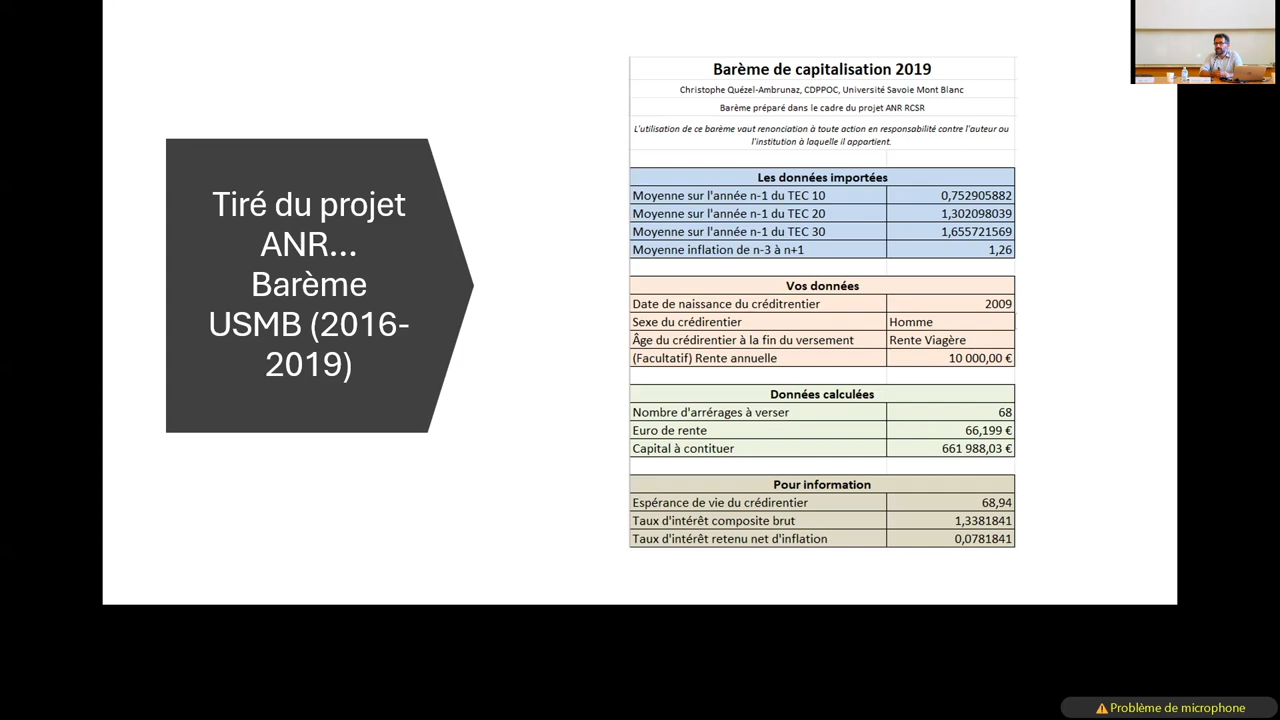 Tiré du projet
ANR...
Barème
USMB (2016-
2019)
Barème de capitalisation 2019
Christophe Quézel-Ambrunaz, CDPPOC, Université Savoie Mont Blanc
Barème préparé dans le cadre du projet ANR RCSR
L'utilisation de ce barème vaut renonciation à toute action en responsabilité contre l'auteur ou
l'institution à laquelle il appartient.
Les données importées
Moyenne sur l'année n-1 du TEC 10 0,752905882
Moyenne sur l'année n-1 du TEC 20 1,302098039
Moyenne sur l'année n-1 du TEC 30 1,655721569
Moyenne inflation de n-3 à n+1 1,26
Vos données
Date de naissance du créditrentier 2009
Sexe du crédirentier Homme
Âge du crédirentier à la fin du versement Rente Viagère
(Facultatif) Rente annuelle 10 000,00 €
Données calculées
Nombre d'arrérages à verser 68
Euro de rente 66,199 €
Capital à contituer 661 988,03 €
Pour information
Espérance de vie du crédirentier 68,94
Taux d'intérêt composite brut 1,3381841
Taux d'intérêt retenu net d'inflation 0,0781841
Problème de microphone